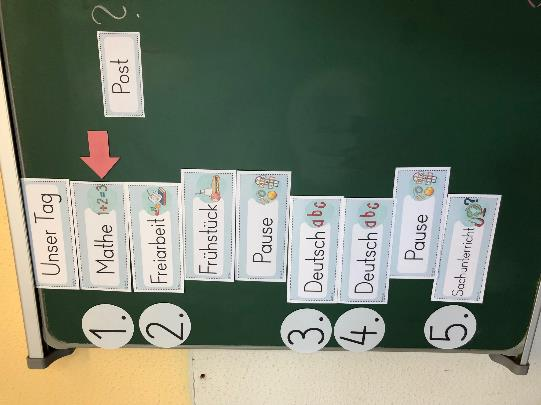 Unser Tag
1. Mathe 1+2=3
2. Freiarbeit
Frühstück
Pause
3. Deutsch abc
4. Deutsch abc
Pause
5. Sachunterricht ?
Post ?